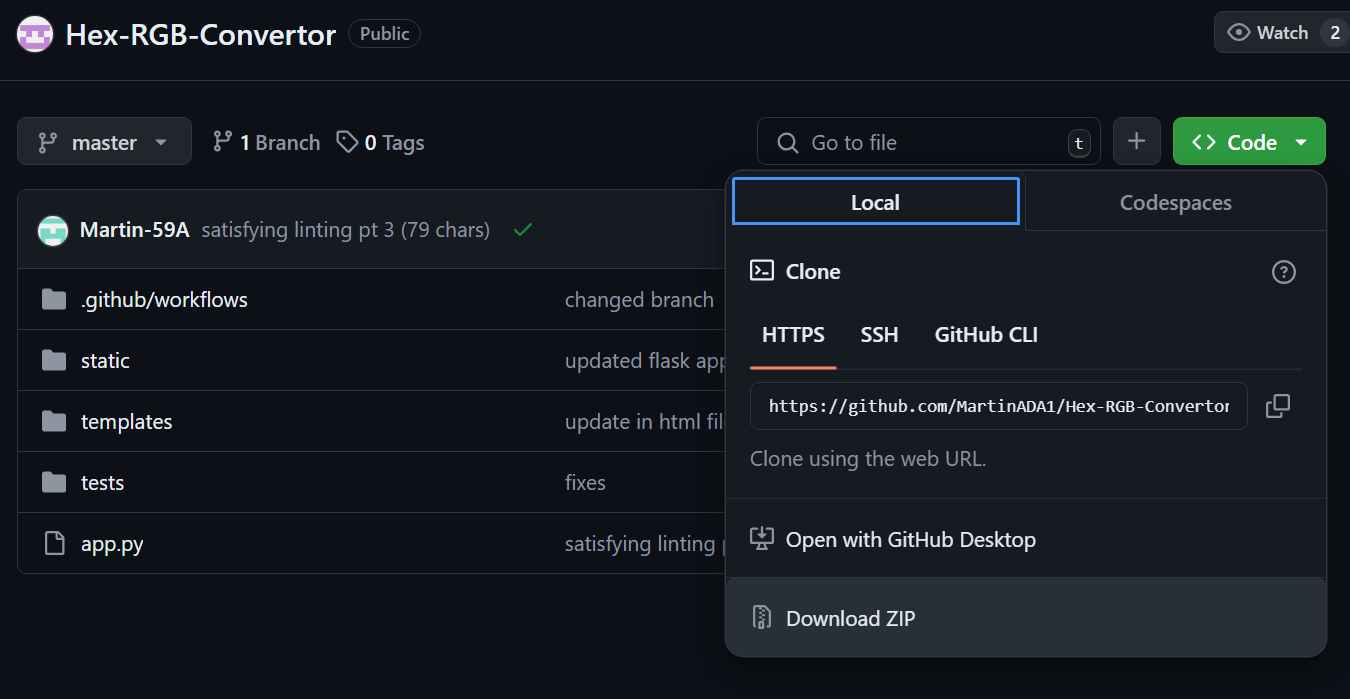 Hex-RGB-Convertor Public
Watch 2
master 1 Branch 0 Tags
Go to file t
Code
Martin-59A satisfying linting pt 3 (79 chars)
.github/workflows changed branch
static updated flask app
templates update in html fil
tests fixes
app.py satisfying linting
Local Codespaces
Clone
HTTPS SSH GitHub CLI
https://github.com/MartinADA1/Hex-RGB-Convertor
Clone using the web URL.
Open with GitHub Desktop
Download ZIP